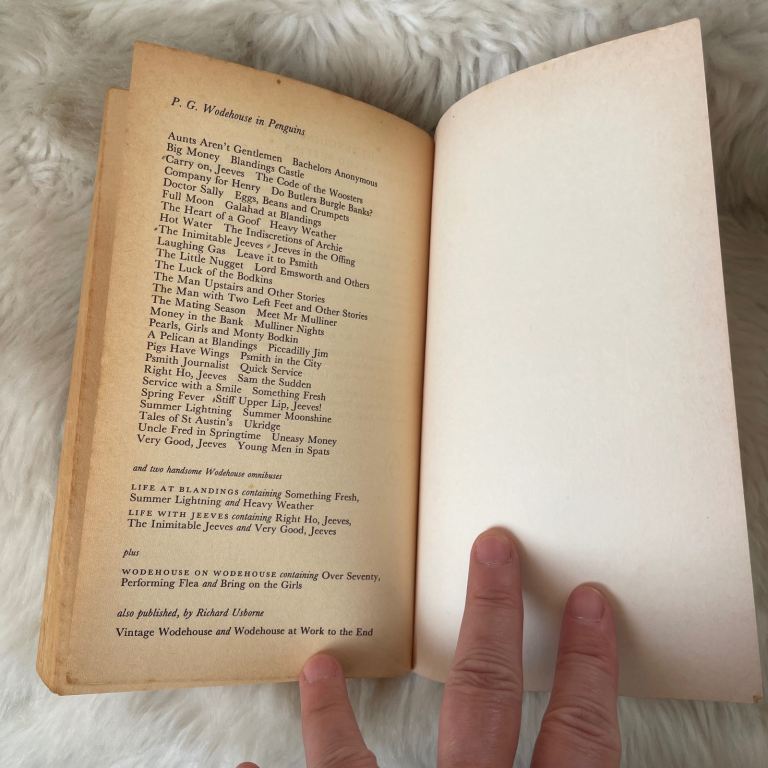 P. G. Wodehouse in Penguins
Aunts Aren't Gentlemen Bachelors Anonymous
Big Money Blandings Castle
Carry on, Jeeves The Code of the Woosters
Company for Henry Do Butlers Burgle Banks?
Doctor Sally Eggs, Beans and Crumpets
Full Moon Galahad at Blandings
The Heart of a Goof Heavy Weather
Hot Water The Indiscretions of Archie
The Inimitable Jeeves Jeeves in the Offing
Laughing Gas Leave it to Psmith
The Little Nugget Lord Emsworth and Others
The Luck of the Bodkins
The Man Upstairs and Other Stories
The Man with Two Left Feet and Other Stories
The Mating Season Meet Mr Mulliner
Money in the Bank Mulliner Nights
Pearls, Girls and Monty Bodkin
A Pelican at Blandings Piccadilly Jim
Pigs Have Wings Psmith in the City
Psmith Journalist Quick Service
Right Ho, Jeeves Sam the Sudden
Service with a Smile Something Fresh
Spring Fever Stiff Upper Lip, Jeeves!
Summer Lightning Summer Moonshine
Tales of St Austin's Ukridge
Uncle Fred in Springtime Uneasy Money
Very Good, Jeeves Young Men in Spats
and two handsome Wodehouse omnibuses
LIFE AT BLANDINGS containing Something Fresh,
Summer Lightning and Heavy Weather
LIFE WITH JEEVES containing Right Ho, Jeeves,
The Inimitable Jeeves and Very Good, Jeeves
plus
WODEHOUSE ON WODEHOUSE containing Over Seventy,
Performing Flea and Bring on the Girls
also published, by Richard Usborne
Vintage Wodehouse and Wodehouse at Work to the End